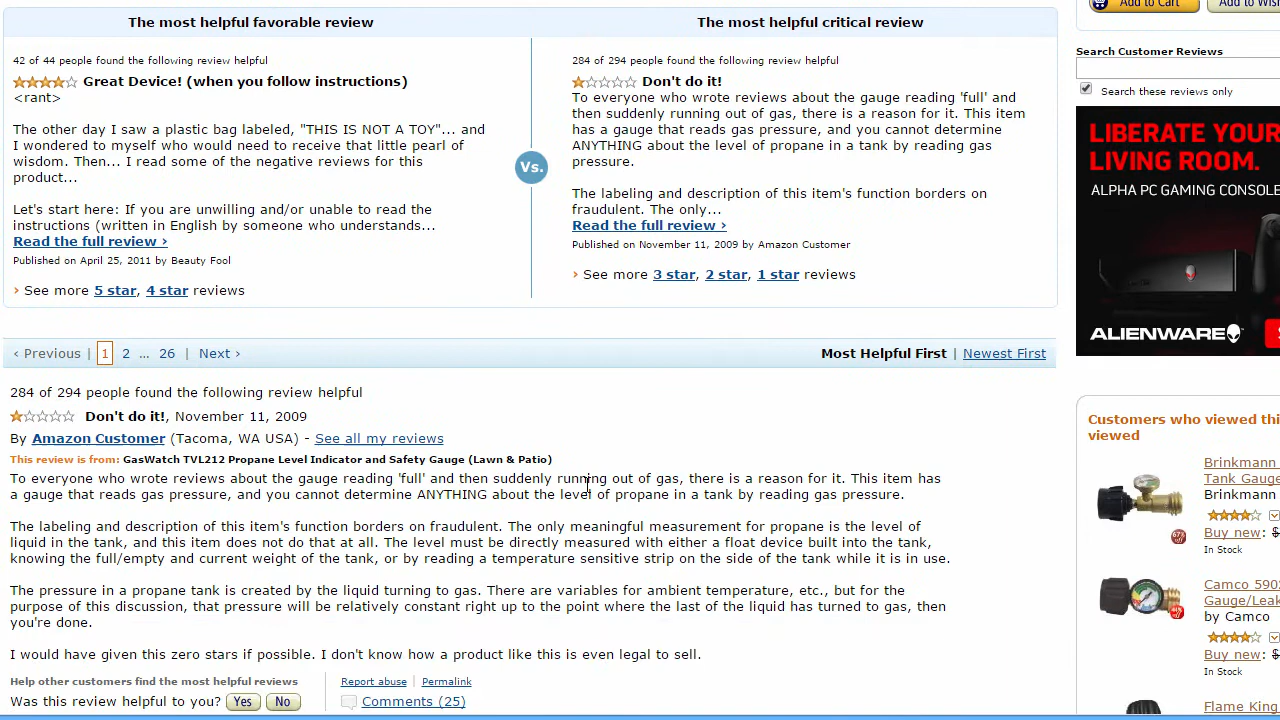 The most helpful favorable review
The most helpful critical review
42 of 44 people found the following review helpful
Great Device! (when you follow instructions)
<rant>
The other day I saw a plastic bag labeled, "THIS IS NOT A TOY"... and
I wondered to myself who would need to receive that little pearl of
wisdom. Then... I read some of the negative reviews for this
product...
Let's start here: If you are unwilling and/or unable to read the
instructions (written in English by someone who understands...
Read the full review ›
Published on April 25, 2011 by Beauty Fool
› See more 5 star, 4 star reviews
Vs.
284 of 294 people found the following review helpful
Don't do it!
To everyone who wrote reviews about the gauge reading 'full' and
then suddenly running out of gas, there is a reason for it. This item
has a gauge that reads gas pressure, and you cannot determine
ANYTHING about the level of propane in a tank by reading gas
pressure.
The labeling and description of this item's function borders on
fraudulent. The only...
Read the full review ›
Published on November 11, 2009 by Amazon Customer
› See more 3 star, 2 star, 1 star reviews
‹ Previous | 1 2 ... 26 | Next ›
Most Helpful First | Newest First
284 of 294 people found the following review helpful
Don't do it!, November 11, 2009
By Amazon Customer (Tacoma, WA USA) - See all my reviews
This review is from: GasWatch TVL212 Propane Level Indicator and Safety Gauge (Lawn & Patio)
To everyone who wrote reviews about the gauge reading 'full' and then suddenly running out of gas, there is a reason for it. This item has
a gauge that reads gas pressure, and you cannot determine ANYTHING about the level of propane in a tank by reading gas pressure.
The labeling and description of this item's function borders on fraudulent. The only meaningful measurement for propane is the level of
liquid in the tank, and this item does not do that at all. The level must be directly measured with either a float device built into the tank,
knowing the full/empty and current weight of the tank, or by reading a temperature sensitive strip on the side of the tank while it is in use.
The pressure in a propane tank is created by the liquid turning to gas. There are variables for ambient temperature, etc., but for the
purpose of this discussion, that pressure will be relatively constant right up to the point where the last of the liquid has turned to gas, then
you're done.
I would have given this zero stars if possible. I don't know how a product like this is even legal to sell.
Help other customers find the most helpful reviews
Was this review helpful to you? Yes No
Report abuse | Permalink
Comments (25)
Add to Cart
Add to Wish
Search Customer Reviews
Search these reviews only
LIBERATE YOUR
LIVING ROOM.
ALPHA PC GAMING CONSOLE
ALIENWARE
Customers who viewed thi
viewed
Brinkmann
Tank Gauge
Brinkmann
Buy new: $
In Stock
67% off
Camco 590
Gauge/Leak
by Camco
Buy new: $
In Stock
Flame King